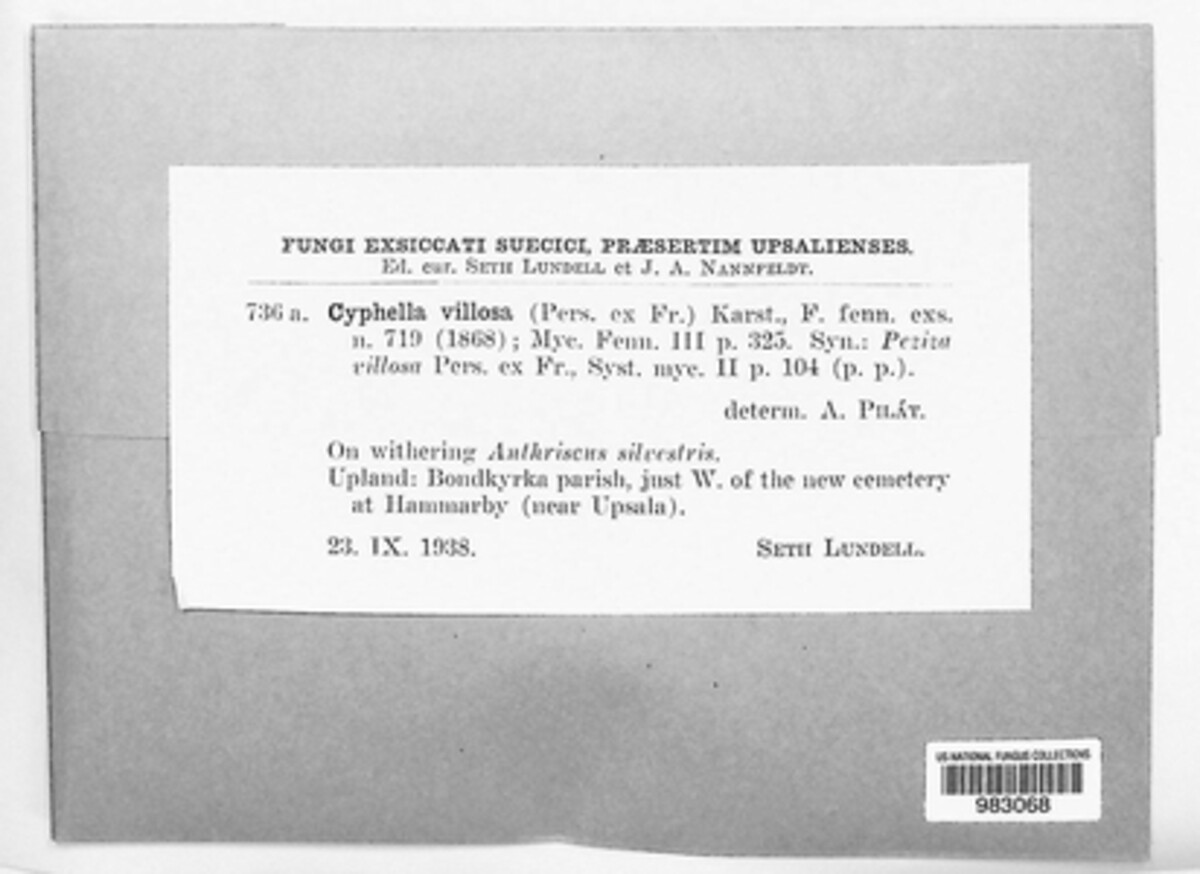 FUNGI EXSICCATI SUECICI, PRÆSERTIM UPSALIENSES.
Ed. cur. SETH LUNDELL et J. A. NANNFELDT.
736 a. Cyphella villosa (Pers. ex Fr.) Karst., F. fenn. exs.
n. 719 (1868); Myc. Fenn. III p. 325. Syn.: Peziza
villosa Pers. ex Fr., Syst. myc. II p. 104 (p. p.).
determ. A. PILÁT.
On withering Anthriscus silvestris.
Upland: Bondkyrka parish, just W. of the new cemetery
at Hammarby (near Upsala).
23. IX. 1938. SETH LUNDELL.
US NATIONAL FUNGUS COLLECTIONS
983068